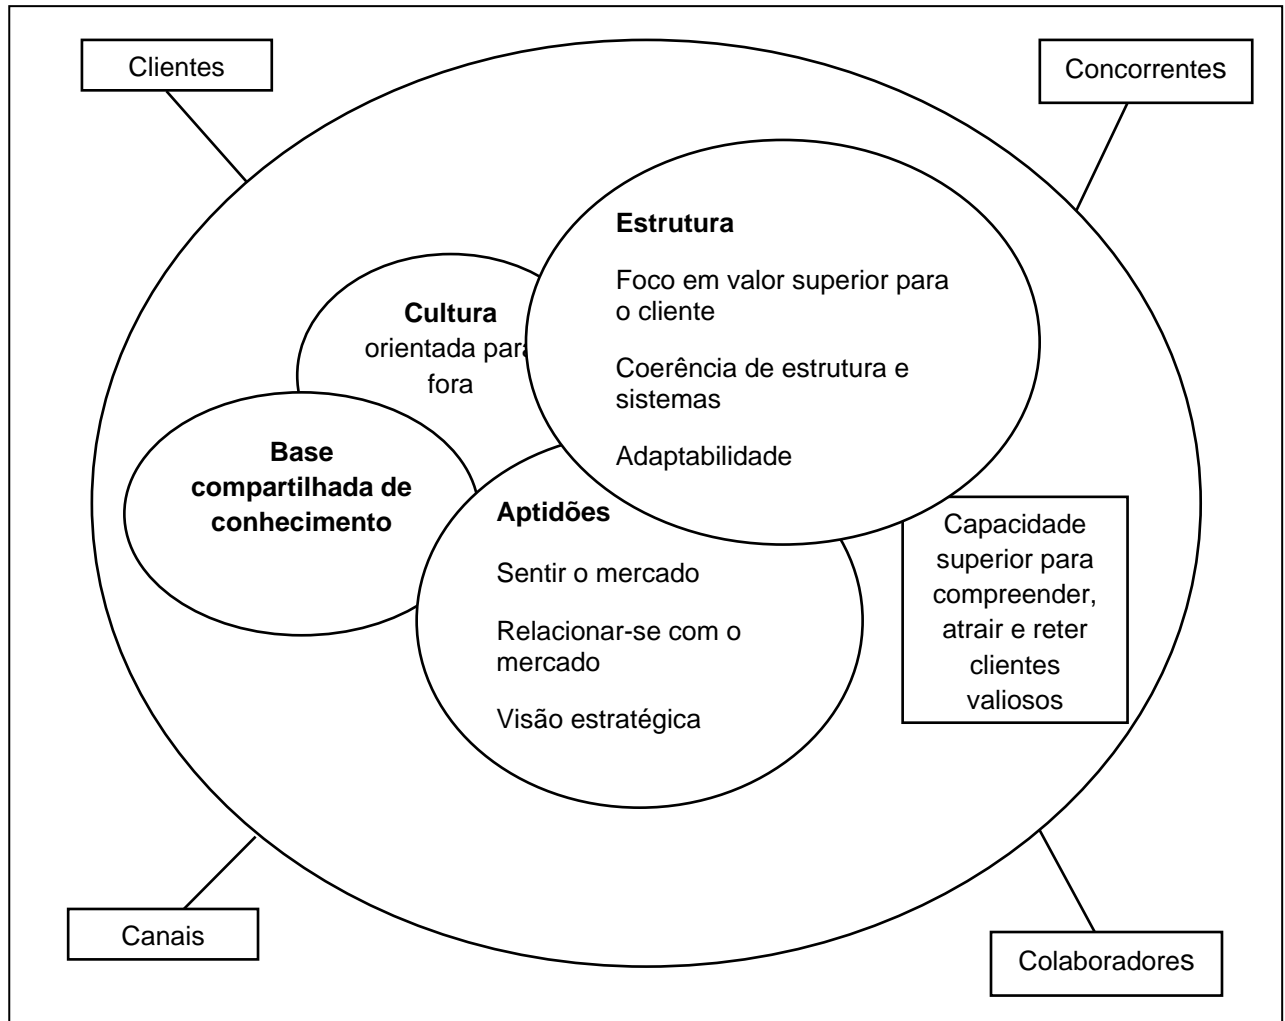 Clientes
Concorrentes
Estrutura
Foco em valor superior para
o cliente
Coerência de estrutura e
sistemas
Adaptabilidade
Cultura
orientada para
fora
Base
compartilhada de
conhecimento
Aptidões
Sentir o mercado
Relacionar-se com o
mercado
Visão estratégica
Capacidade
superior para
compreender,
atrair e reter
clientes
valiosos
Canais
Colaboradores